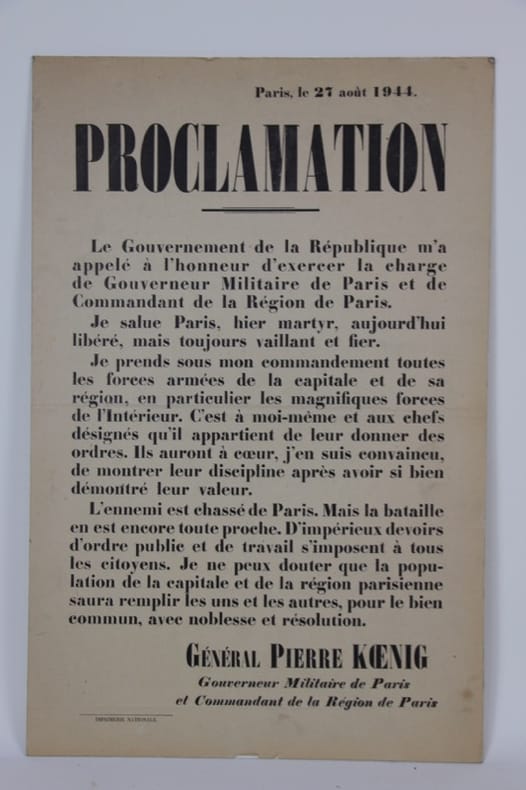 Paris, le 27 août 1944.
PROCLAMATION
Le Gouvernement de la République m'a
appelé à l'honneur d'exercer la charge
de Gouverneur Militaire de Paris et de
Commandant de la Région de Paris.
Je salue Paris, hier martyr, aujourd'hui
libéré, mais toujours vaillant et fier.
Je prends sous mon commandement toutes
les forces armées de la capitale et de sa
région, en particulier les magnifiques forces
de l'Intérieur. C'est à moi-même et aux chefs
désignés qu'il appartient de leur donner des
ordres. Ils auront à cœur, j'en suis convaincu,
de montrer leur discipline après avoir si bien
démontré leur valeur.
L'ennemi est chassé de Paris. Mais la bataille
en est encore toute proche. D'impérieux devoirs
d'ordre public et de travail s'imposent à tous
les citoyens. Je ne peux douter que la popu-
lation de la capitale et de la région parisienne
saura remplir les uns et les autres, pour le bien
commun, avec noblesse et résolution.
GÉNÉRAL PIERRE KŒNIG
Gouverneur Militaire de Paris
et Commandant de la Région de Paris
IMPRIMERIE NATIONALE.